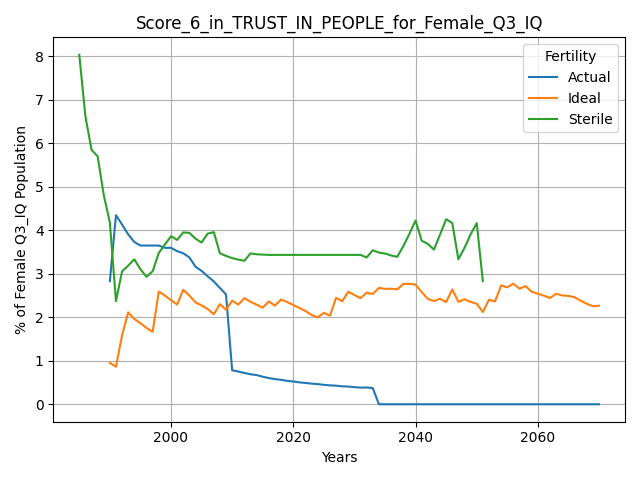 Score_6_in_TRUST_IN_PEOPLE_for_Female_Q3_IQ
Fertility
Actual
Ideal
Sterile
% of Female Q3_IQ Population
8
7
6
5
4
3
2
1
0
2000
2020
2040
2060
Years